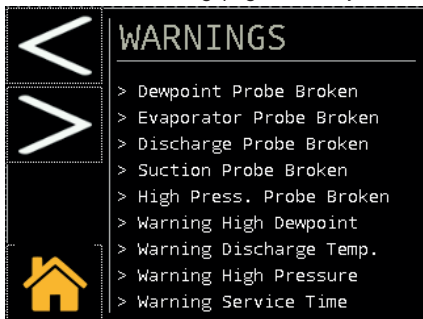 WARNINGS
> Dewpoint Probe Broken
> Evaporator Probe Broken
> Discharge Probe Broken
> Suction Probe Broken
> High Press. Probe Broken
> Warning High Dewpoint
> Warning Discharge Temp.
> Warning High Pressure
> Warning Service Time